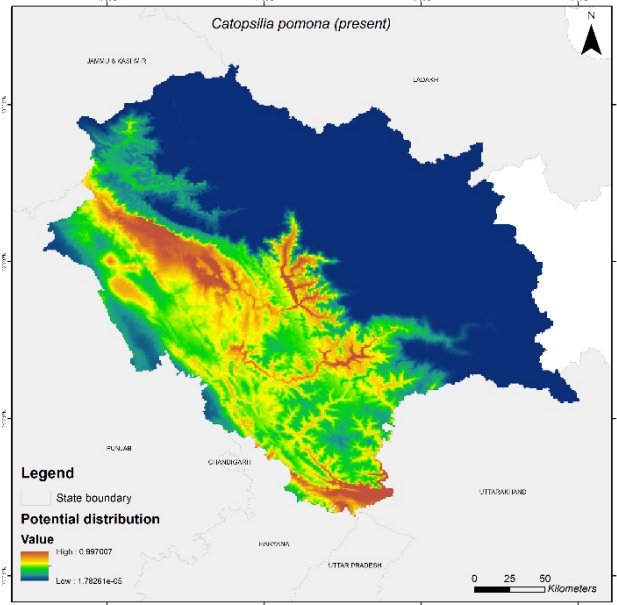 Catopsilia pomona (present)
N
JAMMU & KASHMIR
LADAKH
PUNJAB
CHANDIGARH
UTTARAKHAND
HARYANA
UTTAR PRADESH
Legend
State boundary
Potential distribution
Value
High : 0.997007
Low : 1.78261e-05
0 25 50
Kilometers